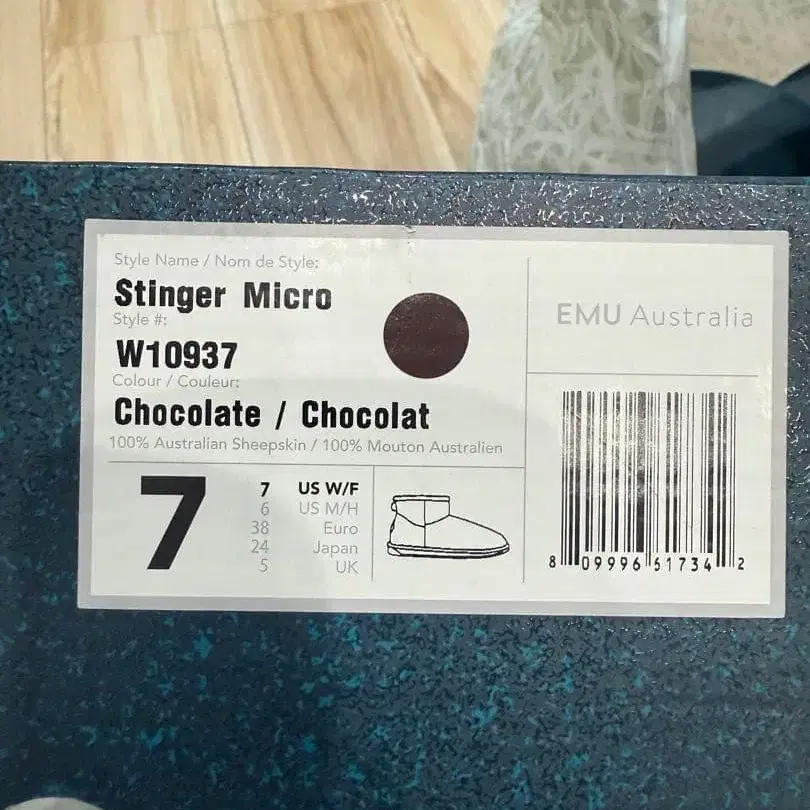 Style Name / Nom de Style:
Stinger Micro
Style #:
W10937
Colour / Couleur:
Chocolate / Chocolat
100% Australian Sheepskin / 100% Mouton Australien
7
7 US W/F
6 US M/H
38 Euro
24 Japan
5 UK
EMU Australia
8 09996 61734 2